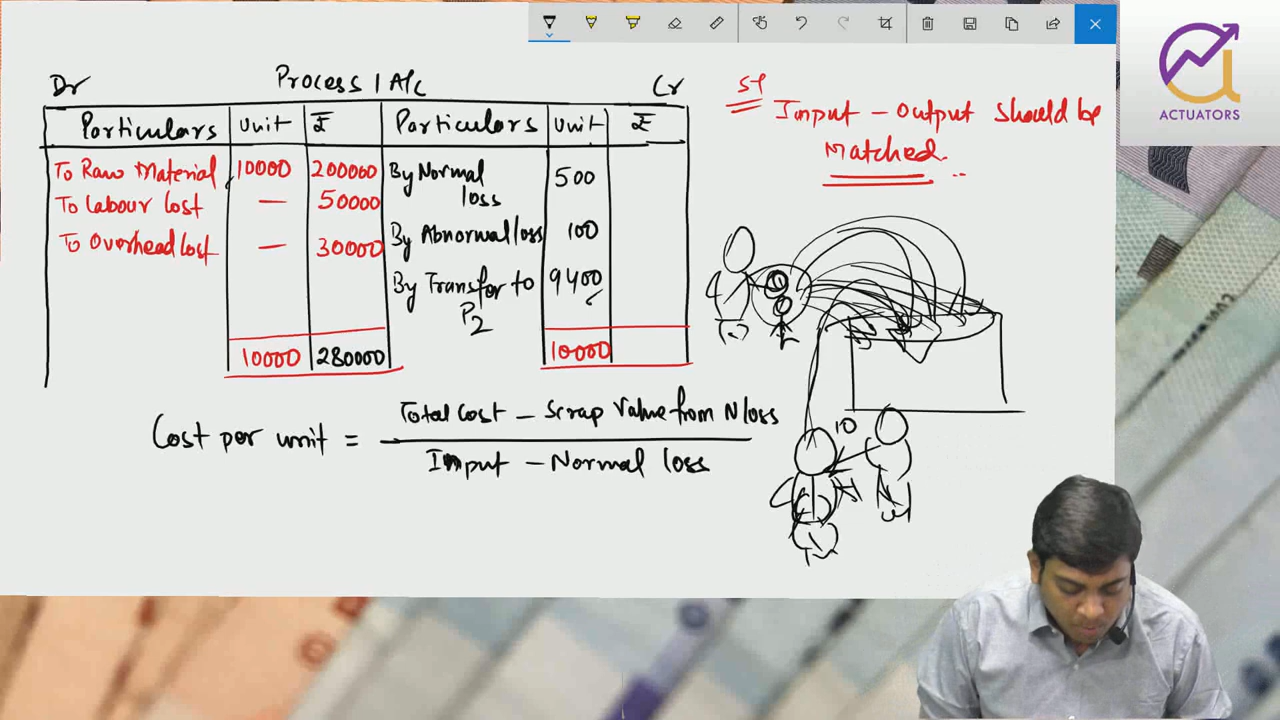 Dr Process I A/c Cr
Particulars Unit ₹ Particulars Unit ₹
To Raw Material 10000 200000 By Normal loss 500
To Labour Cost — 50000
To Overhead Cost — 30000 By Abnormal loss 100
By Transfer to P2 9400
10000 280000 10000
Cost per unit = Total Cost – Scrap Value from N loss
Input – Normal loss
Input – Output Should be
Matched.
10
ACTUATORS